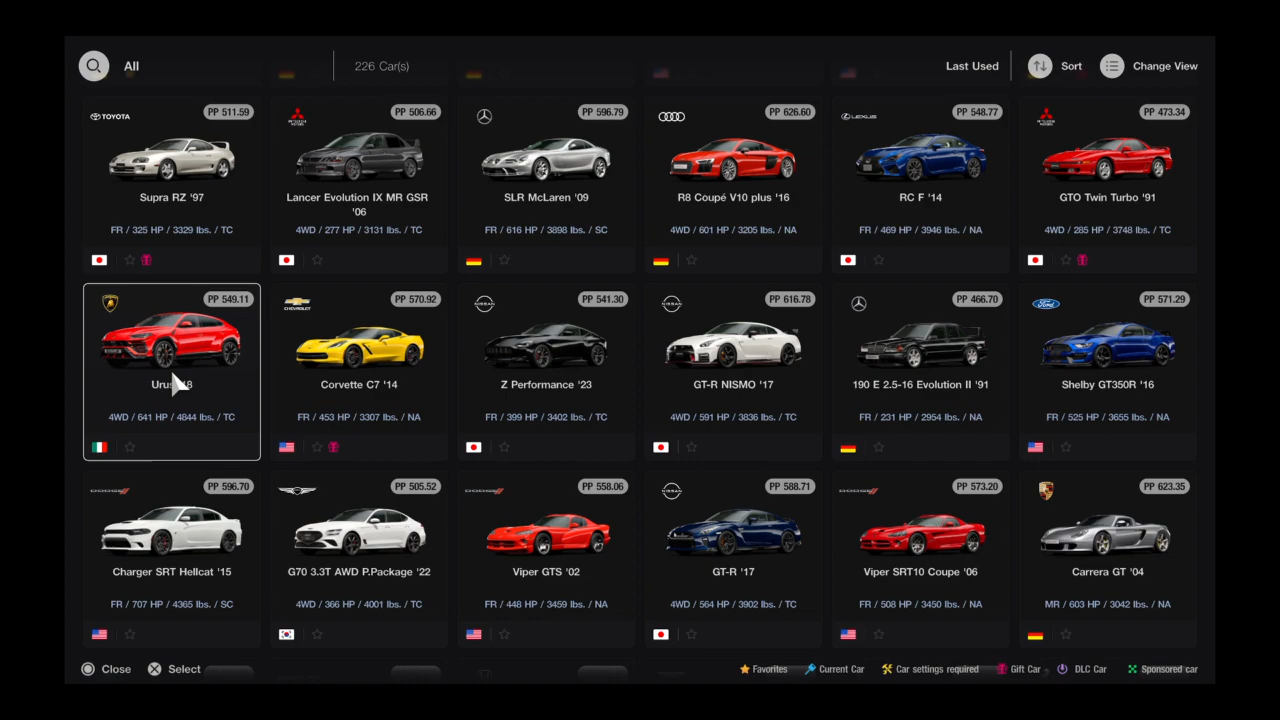 All
226 Car(s)
Last Used
Sort
Change View
TOYOTA
PP 511.59
Supra RZ '97
FR / 325 HP / 3329 lbs. / TC
MITSUBISHI MOTORS
PP 506.66
Lancer Evolution IX MR GSR
'06
4WD / 277 HP / 3131 lbs. / TC
PP 596.79
SLR McLaren '09
FR / 616 HP / 3898 lbs. / SC
PP 626.60
R8 Coupé V10 plus '16
4WD / 601 HP / 3205 lbs. / NA
LEXUS
PP 548.77
RC F '14
FR / 469 HP / 3946 lbs. / NA
MITSUBISHI MOTORS
PP 473.34
GTO Twin Turbo '91
4WD / 285 HP / 3748 lbs. / TC
PP 549.11
4WD / 641 HP / 4844 lbs. / TC
CHEVROLET
PP 570.92
Corvette C7 '14
FR / 453 HP / 3307 lbs. / NA
NISSAN
PP 541.30
Z Performance '23
FR / 399 HP / 3402 lbs. / TC
NISSAN
PP 616.78
GT-R NISMO '17
4WD / 591 HP / 3836 lbs. / TC
PP 466.70
190 E 2.5-16 Evolution II '91
FR / 231 HP / 2954 lbs. / NA
Ford
PP 571.29
Shelby GT350R '16
FR / 525 HP / 3655 lbs. / NA
DODGE
PP 596.70
Charger SRT Hellcat '15
FR / 707 HP / 4365 lbs. / SC
PP 505.52
G70 3.3T AWD P.Package '22
4WD / 366 HP / 4001 lbs. / TC
DODGE
PP 558.06
Viper GTS '02
FR / 448 HP / 3459 lbs. / NA
NISSAN
PP 588.71
GT-R '17
4WD / 564 HP / 3902 lbs. / TC
DODGE
PP 573.20
Viper SRT10 Coupe '06
FR / 508 HP / 3450 lbs. / NA
PP 623.35
Carrera GT '04
MR / 603 HP / 3042 lbs. / NA
Close
Select
Favorites
Current Car
Car settings required
Gift Car
DLC Car
Sponsored car